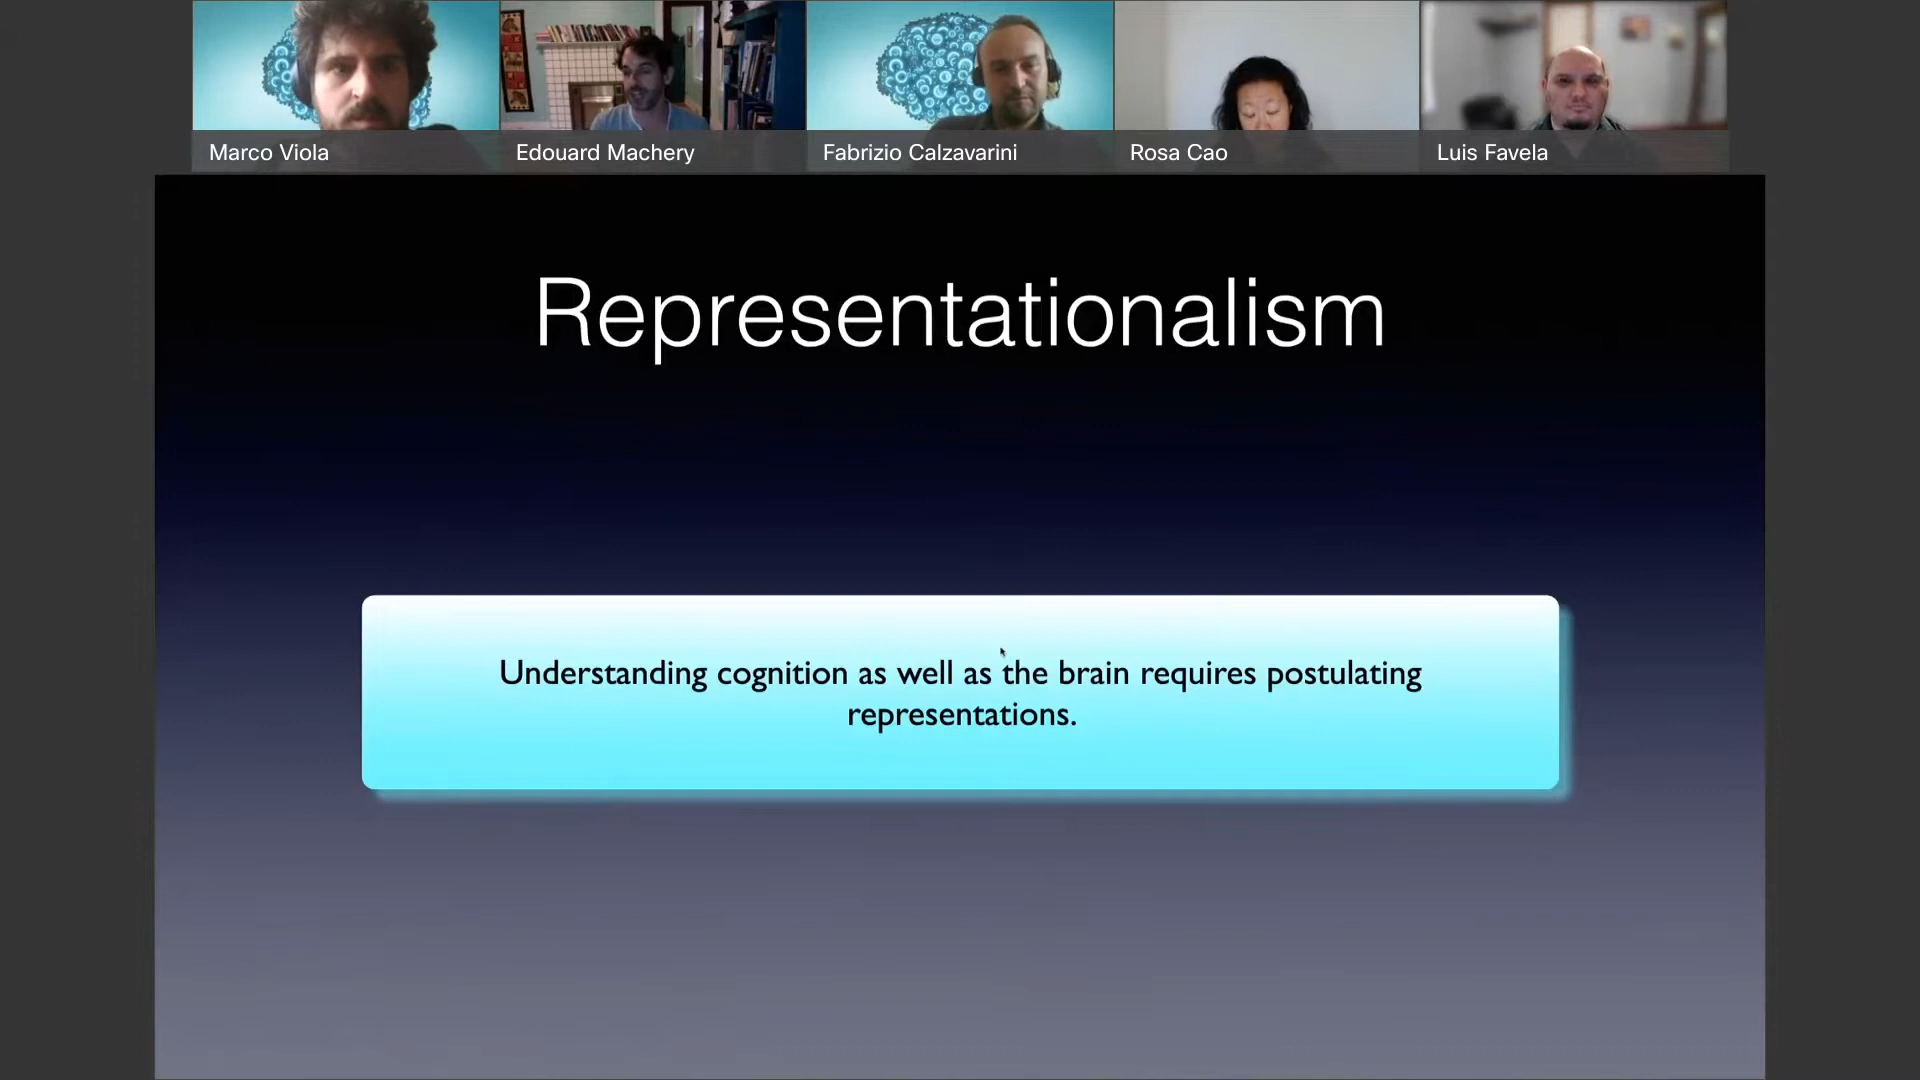 Marco Viola
Edouard Machery
Fabrizio Calzavarini
Rosa Cao
Luis Favela
Representationalism
Understanding cognition as well as the brain requires postulating
representations.